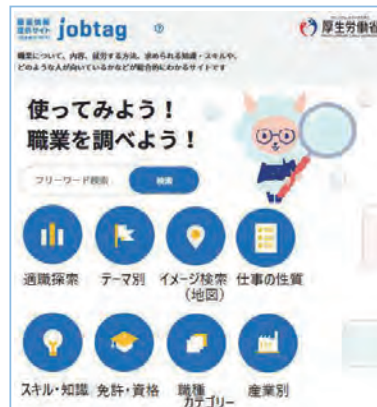 職業情報
提供サイト
jobtag
厚生労働省
職業について、内容、就労する方法、求められる知識・スキルや、
どのような人が向いているかなどが総合的にわかるサイトです
使ってみよう！
職業を調べよう！
フリーワード検索 検索
適職探索 テーマ別 イメージ検索（地図） 仕事の性質
スキル・知識 免許・資格 職種カテゴリー 産業別